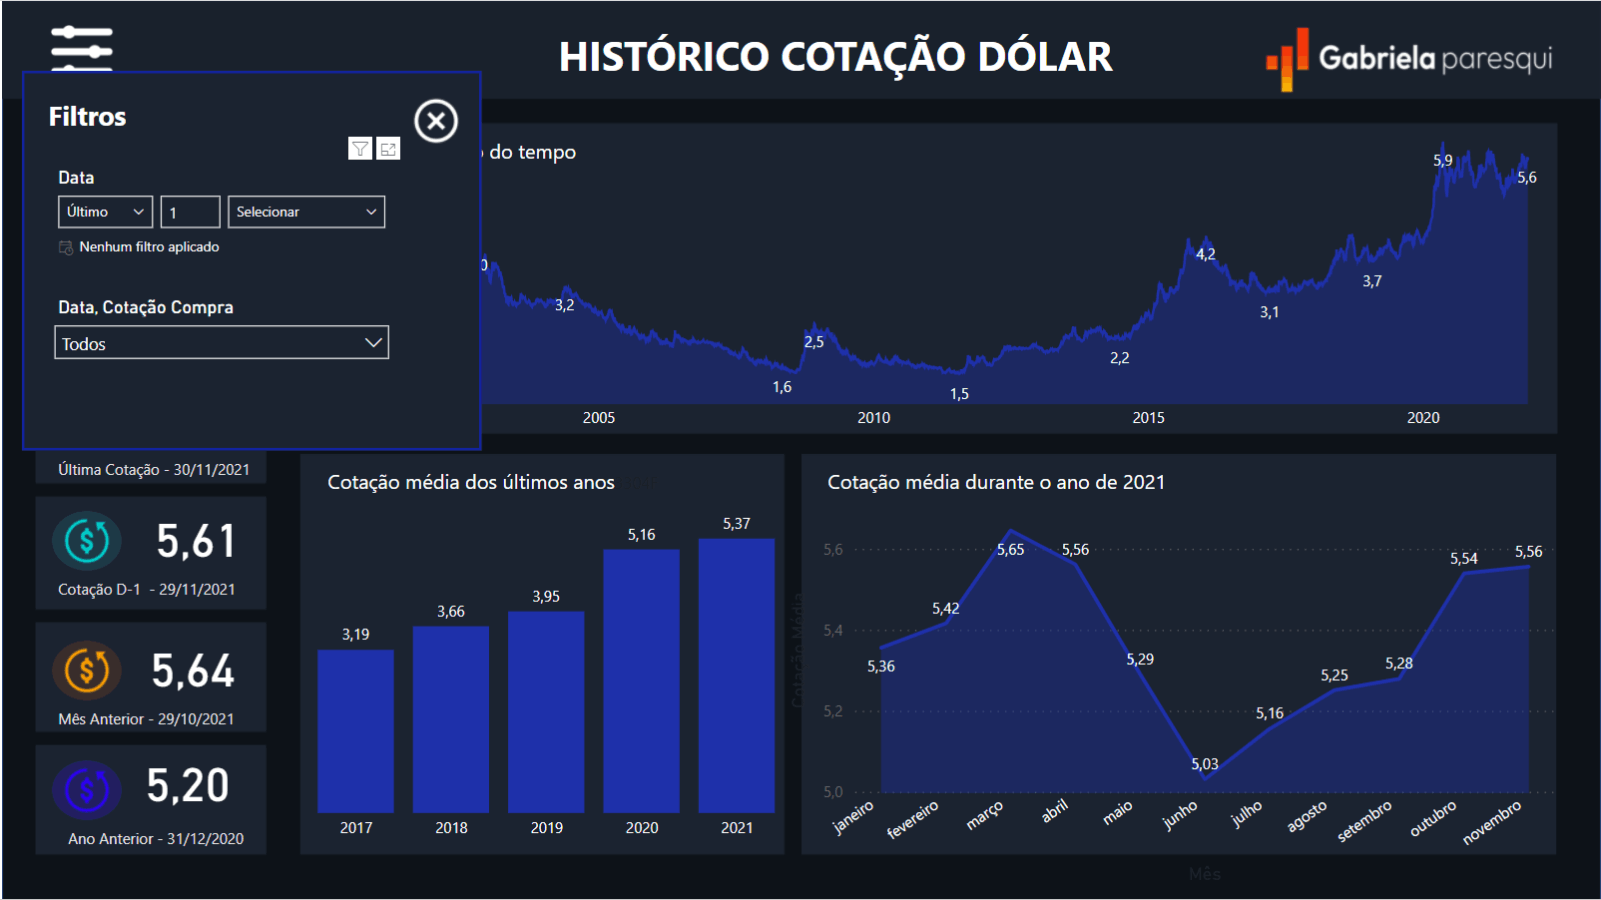 HISTÓRICO COTAÇÃO DÓLAR
Gabriela paresqui
Filtros
Data
Último 1 Selecionar
Nenhum filtro aplicado
Data, Cotação Compra
Todos
do tempo
0
3,2
1,6
2,5
1,5
2,2
4,2
3,1
3,7
5,9
5,6
2005 2010 2015 2020
Última Cotação - 30/11/2021
5,61
Cotação D-1 - 29/11/2021
5,64
Mês Anterior - 29/10/2021
5,20
Ano Anterior - 31/12/2020
Cotação média dos últimos anos
3,19 3,66 3,95 5,16 5,37
2017 2018 2019 2020 2021
Cotação média durante o ano de 2021
Cotação Média
5,6
5,4
5,2
5,0
5,36 5,42 5,65 5,56 5,29 5,03 5,16 5,25 5,28 5,54 5,56
janeiro fevereiro março abril maio junho julho agosto setembro outubro novembro
Mês